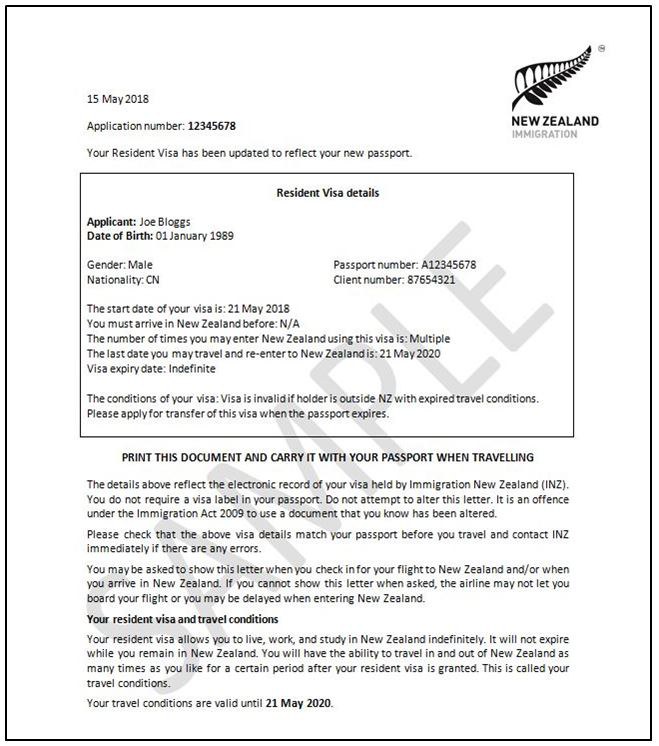 15 May 2018
NEW ZEALAND
IMMIGRATION
Application number: 12345678
Your Resident Visa has been updated to reflect your new passport.
Resident Visa details
Applicant: Joe Bloggs
Date of Birth: 01 January 1989
Gender: Male Passport number: A12345678
Nationality: CN Client number: 87654321
The start date of your visa is: 21 May 2018
You must arrive in New Zealand before: N/A
The number of times you may enter New Zealand using this visa is: Multiple
The last date you may travel and re-enter to New Zealand is: 21 May 2020
Visa expiry date: Indefinite
The conditions of your visa: Visa is invalid if holder is outside NZ with expired travel conditions.
Please apply for transfer of this visa when the passport expires.
SAMPLE
PRINT THIS DOCUMENT AND CARRY IT WITH YOUR PASSPORT WHEN TRAVELLING
The details above reflect the electronic record of your visa held by Immigration New Zealand (INZ).
You do not require a visa label in your passport. Do not attempt to alter this letter. It is an offence
under the Immigration Act 2009 to use a document that you know has been altered.
Please check that the above visa details match your passport before you travel and contact INZ
immediately if there are any errors.
You may be asked to show this letter when you check in for your flight to New Zealand and/or when
you arrive in New Zealand. If you cannot show this letter when asked, the airline may not let you
board your flight or you may be delayed when entering New Zealand.
Your resident visa and travel conditions
Your resident visa allows you to live, work, and study in New Zealand indefinitely. It will not expire
while you remain in New Zealand. You will have the ability to travel in and out of New Zealand as
many times as you like for a certain period after your resident visa is granted. This is called your
travel conditions.
Your travel conditions are valid until 21 May 2020.